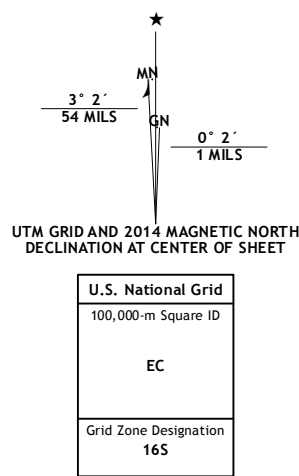 MN
3° 2´
54 MILS
GN
0° 2´
1 MILS
UTM GRID AND 2014 MAGNETIC NORTH
DECLINATION AT CENTER OF SHEET
U.S. National Grid
100,000-m Square ID
EC
Grid Zone Designation
16S